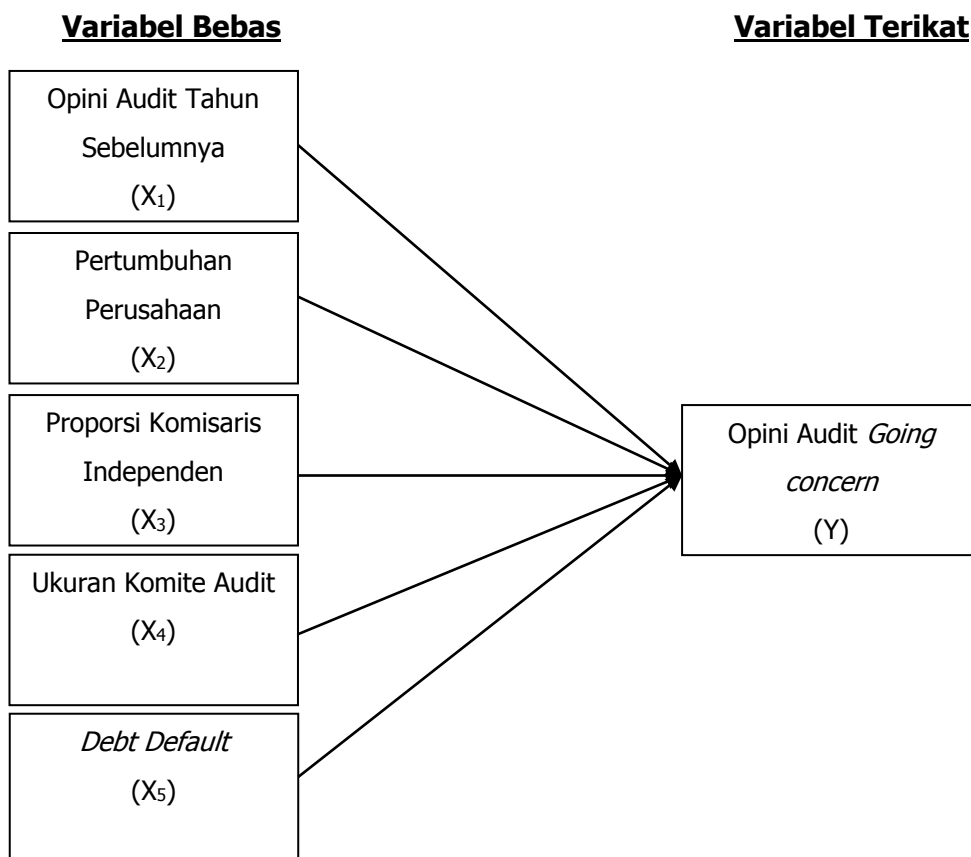 Variabel Bebas
Variabel Terikat
Opini Audit Tahun
Sebelumnya
(X₁)
Pertumbuhan
Perusahaan
(X₂)
Proporsi Komisaris
Independen
(X₃)
Ukuran Komite Audit
(X₄)
Debt Default
(X₅)
Opini Audit Going
concern
(Y)